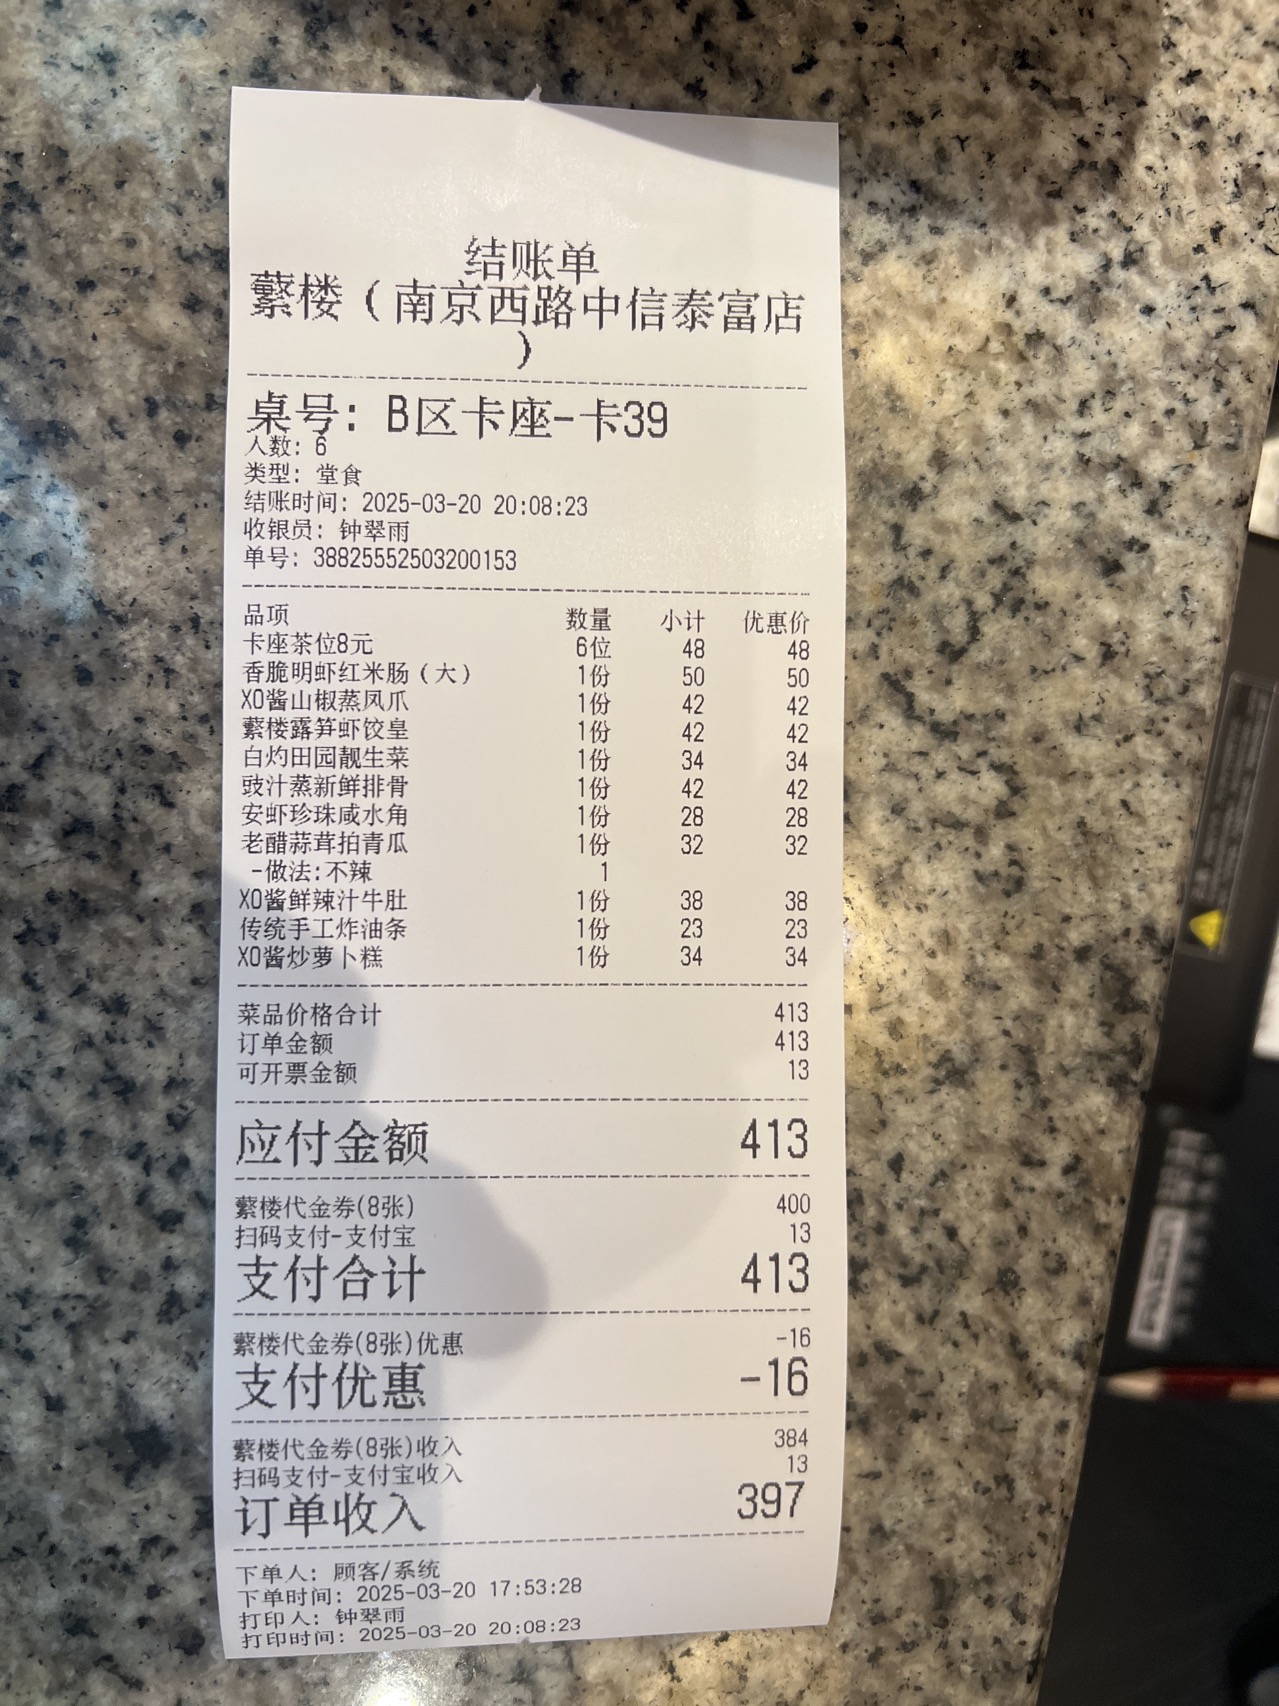 结账单
蘩楼（南京西路中信泰富店
）
桌号: B区卡座-卡39
人数: 6
类型: 堂食
结账时间: 2025-03-20 20:08:23
收银员: 钟翠雨
单号: 38825552503200153
品项 数量 小计 优惠价
卡座茶位8元 6位 48 48
香脆明虾红米肠（大） 1份 50 50
XO酱山椒蒸凤爪 1份 42 42
蘩楼露笋虾饺皇 1份 42 42
白灼田园靓生菜 1份 34 34
豉汁蒸新鲜排骨 1份 42 42
安虾珍珠咸水角 1份 28 28
老醋蒜茸拍青瓜 1份 32 32
-做法:不辣 1
XO酱鲜辣汁牛肚 1份 38 38
传统手工炸油条 1份 23 23
XO酱炒萝卜糕 1份 34 34
菜品价格合计 413
订单金额 413
可开票金额 13
应付金额 413
蘩楼代金券(8张) 400
扫码支付-支付宝 13
支付合计 413
蘩楼代金券(8张)优惠 -16
支付优惠 -16
蘩楼代金券(8张)收入 384
扫码支付-支付宝收入 13
订单收入 397
下单人: 顾客/系统
下单时间: 2025-03-20 17:53:28
打印人: 钟翠雨
打印时间: 2025-03-20 20:08:23